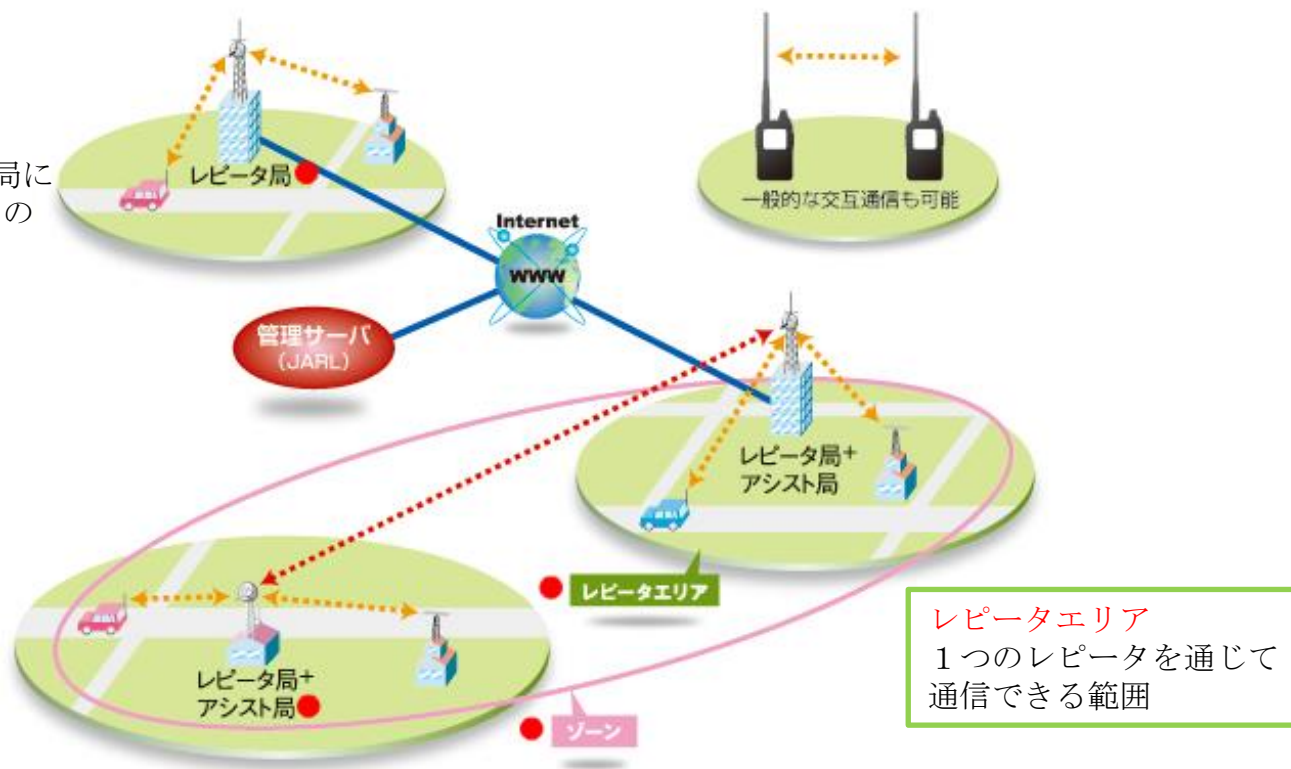 局に
の
レピータ局
一般的な交互通信も可能
Internet
www
管理サーバ
(JARL)
レピータ局+
アシスト局
レピータエリア
レピータエリア
１つのレピータを通じて
通信できる範囲
レピータ局+
アシスト局
ゾーン